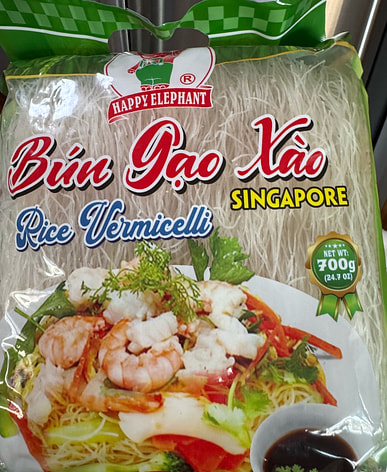 ®
HAPPY ELEPHANT
Bún Gạo Xào
SINGAPORE
Rice Vermicelli
NET WT:
700g
(24.7 OZ)